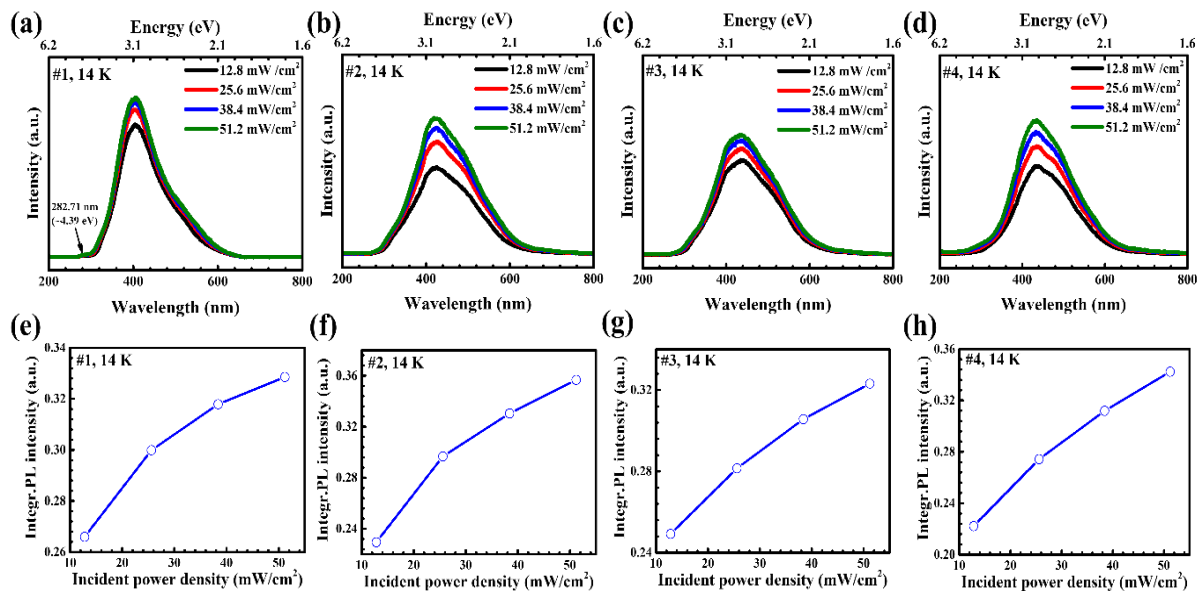 (a)
Energy (eV)
6.2 3.1 2.1 1.6
#1, 14 K
12.8 mW /cm²
25.6 mW/cm²
38.4 mW/cm²
51.2 mW/cm²
282.71 nm
(~4.39 eV)
Intensity (a.u.)
200 400 600 800
Wavelength (nm)
(b)
Energy (eV)
6.2 3.1 2.1 1.6
#2, 14 K
12.8 mW /cm²
25.6 mW/cm²
38.4 mW/cm²
51.2 mW/cm²
Intensity (a.u.)
200 400 600 800
Wavelength (nm)
(c)
Energy (eV)
6.2 3.1 2.1 1.6
#3, 14 K
12.8 mW /cm²
25.6 mW/cm²
38.4 mW/cm²
51.2 mW/cm²
Intensity (a.u.)
200 400 600 800
Wavelength (nm)
(d)
Energy (eV)
6.2 3.1 2.1 1.6
#4, 14 K
12.8 mW /cm²
25.6 mW/cm²
38.4 mW/cm²
51.2 mW/cm²
Intensity (a.u.)
200 400 600 800
Wavelength (nm)
(e)
#1, 14 K
Integr.PL intensity (a.u.)
0.34
0.30
0.26
10 20 30 40 50
Incident power density (mW/cm²)
(f)
#2, 14 K
Integr.PL intensity (a.u.)
0.36
0.30
0.24
10 20 30 40 50
Incident power density (mW/cm²)
(g)
#3, 14 K
Integr.PL intensity (a.u.)
0.32
0.28
0.24
10 20 30 40 50
Incident power density (mW/cm²)
(h)
#4, 14 K
Integr.PL intensity (a.u.)
0.36
0.32
0.28
0.24
0.20
10 20 30 40 50
Incident power density (mW/cm²)